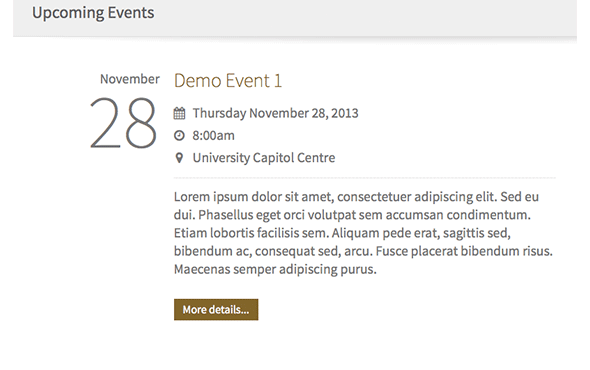 Upcoming Events
November
28
Demo Event 1
Thursday November 28, 2013
8:00am
University Capitol Centre
Lorem ipsum dolor sit amet, consectetuer adipiscing elit. Sed eu
dui. Phasellus eget orci volutpat sem accumsan condimentum.
Etiam lobortis facilisis sem. Aliquam pede erat, sagittis sed,
bibendum ac, consequat sed, arcu. Fusce placerat bibendum risus.
Maecenas semper adipiscing purus.
More details...